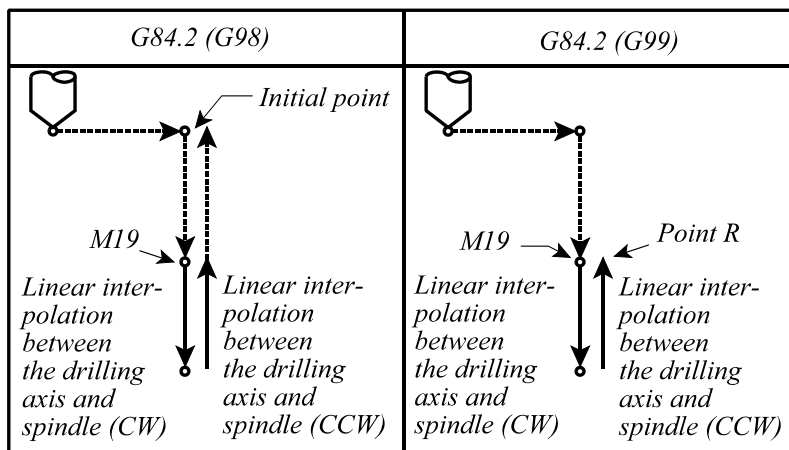 G84.2 (G98)
G84.2 (G99)
Initial point
M19
Linear inter-
polation
between
the drilling
axis and
spindle (CW)
Linear inter-
polation
between
the drilling
axis and
spindle (CCW)
M19
Point R
Linear inter-
polation
between
the drilling
axis and
spindle (CW)
Linear inter-
polation
between
the drilling
axis and
spindle (CCW)